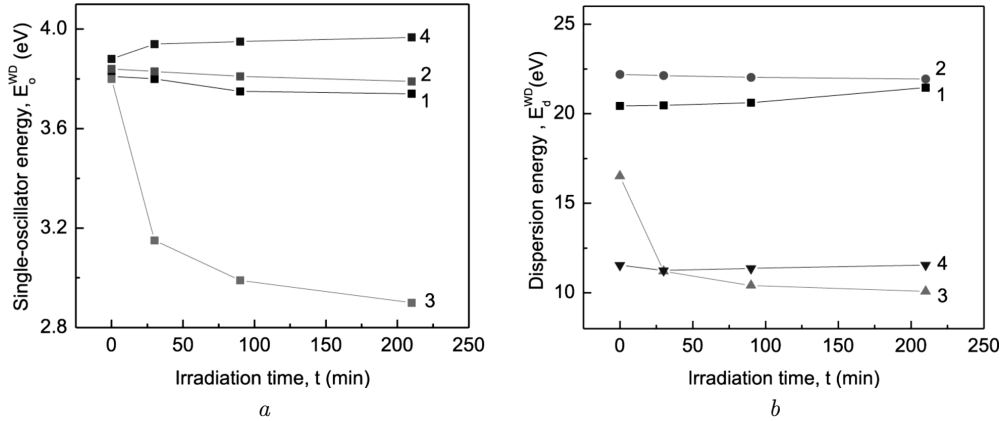 Single-oscillator energy, E_o^WD (eV)
4.0
3.6
3.2
2.8
4
2
1
3
0 50 100 150 200 250
Irradiation time, t (min)
a
Dispersion energy , E_d^WD(eV)
25
20
15
10
2
1
4
3
0 50 100 150 200 250
Irradiation time, t (min)
b